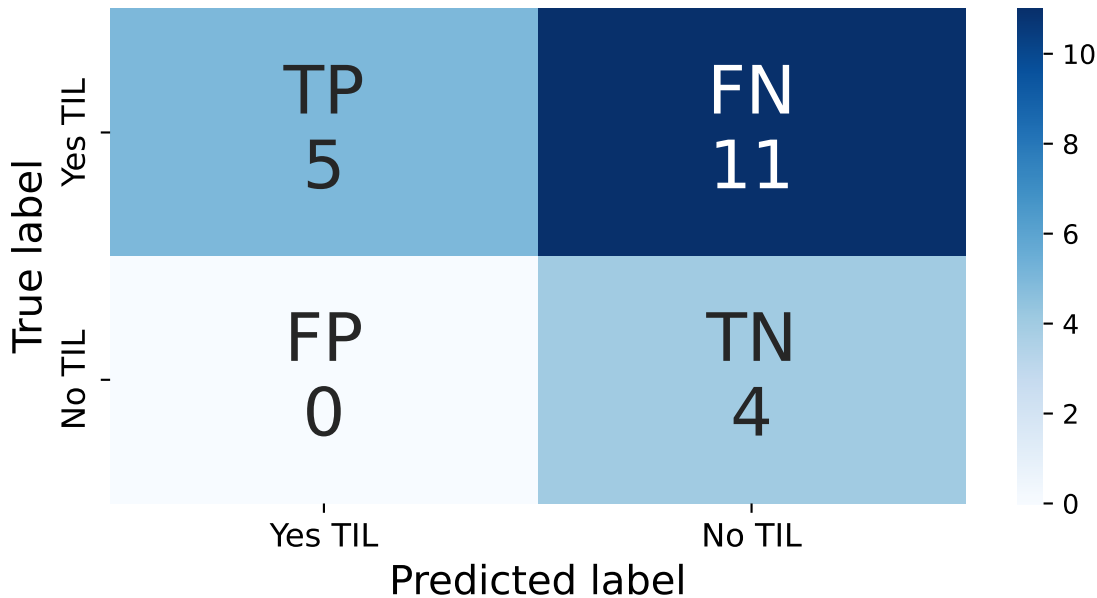 True label
Yes TIL
No TIL
TP
5
FN
11
FP
0
TN
4
Yes TIL
No TIL
Predicted label
10
8
6
4
2
0